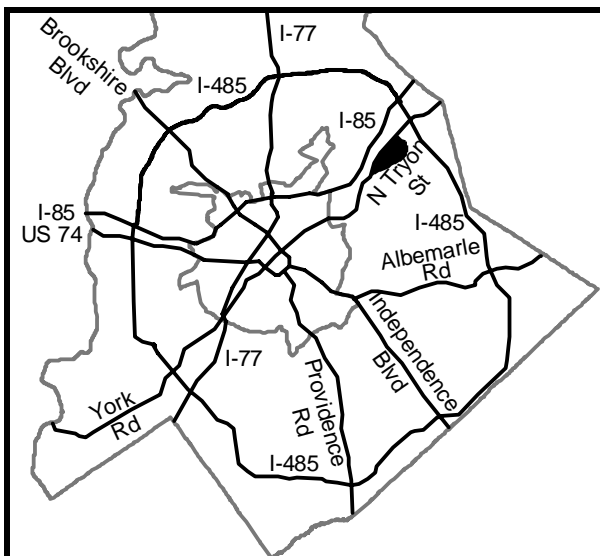 I-77
Brookshire
Blvd
I-485
I-85
N Tryon
St
I-85
US 74
I-485
Albemarle
Rd
Independence
Blvd
I-77
Providence
Rd
York
Rd
I-485